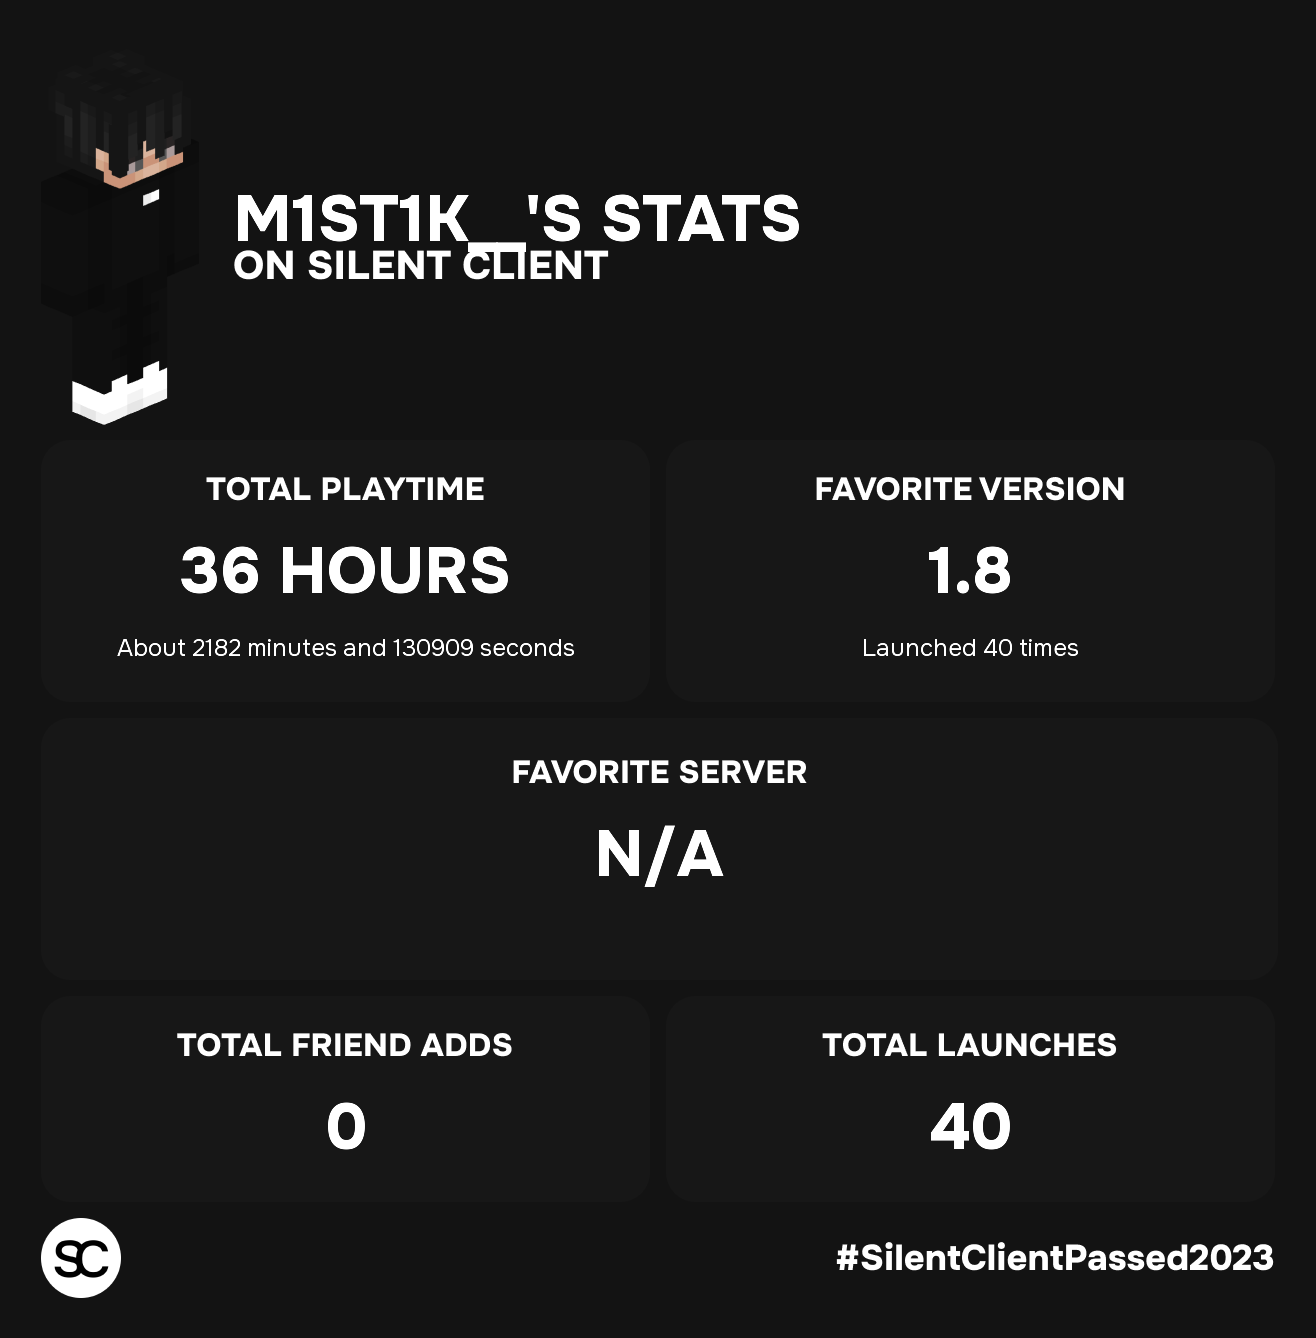 M1ST1K__'S STATS
ON SILENT CLIENT
TOTAL PLAYTIME
36 HOURS
About 2182 minutes and 130909 seconds
FAVORITE VERSION
1.8
Launched 40 times
FAVORITE SERVER
N/A
TOTAL FRIEND ADDS
0
TOTAL LAUNCHES
40
SC
#SilentClientPassed2023